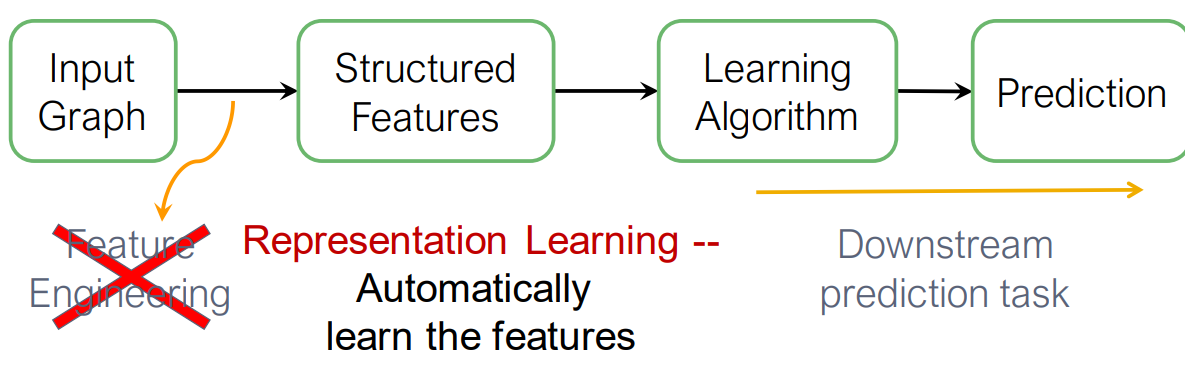 Input
Graph
Structured
Features
Learning
Algorithm
Prediction
Feature
Engineering
Representation Learning --
Automatically
learn the features
Downstream
prediction task